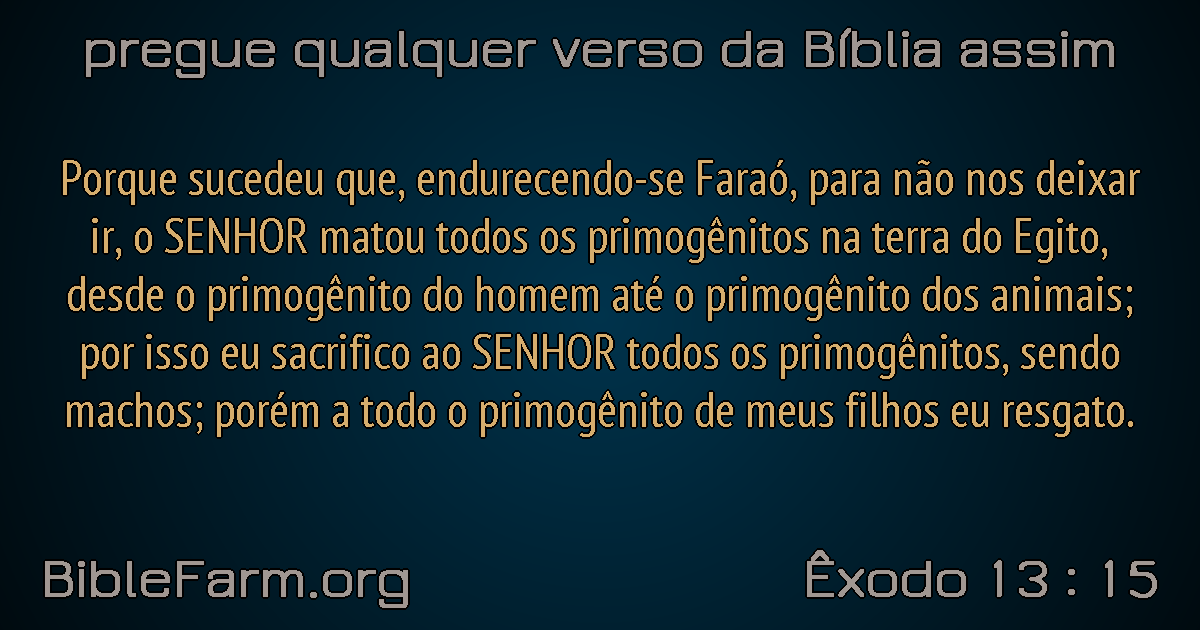 pregue qualquer verso da Bíblia assim
Porque sucedeu que, endurecendo-se Faraó, para não nos deixar
ir, o SENHOR matou todos os primogênitos na terra do Egito,
desde o primogênito do homem até o primogênito dos animais;
por isso eu sacrifico ao SENHOR todos os primogênitos, sendo
machos; porém a todo o primogênito de meus filhos eu resgato.
BibleFarm.org
Êxodo 13 : 15